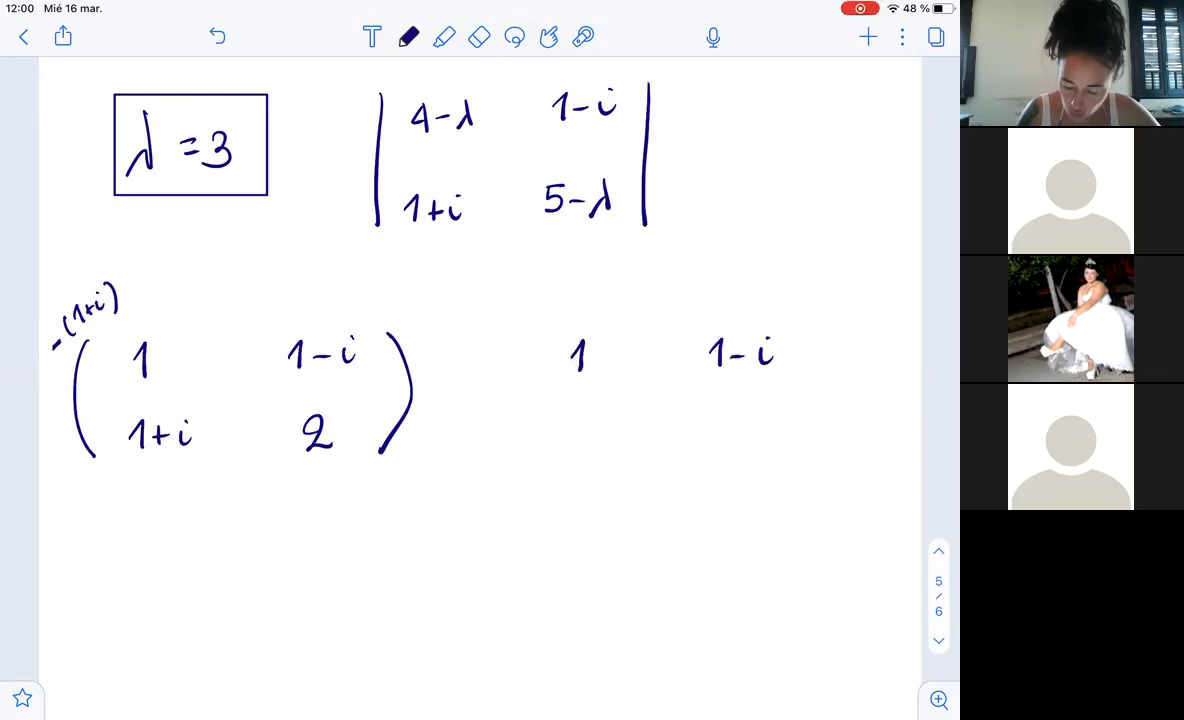 12:00 Mié 16 mar.
48 %
T
λ = 3
4-λ 1-i
1+i 5-λ
-(1+i)
1 1-i
1+i 2
1 1-i
5
/
6